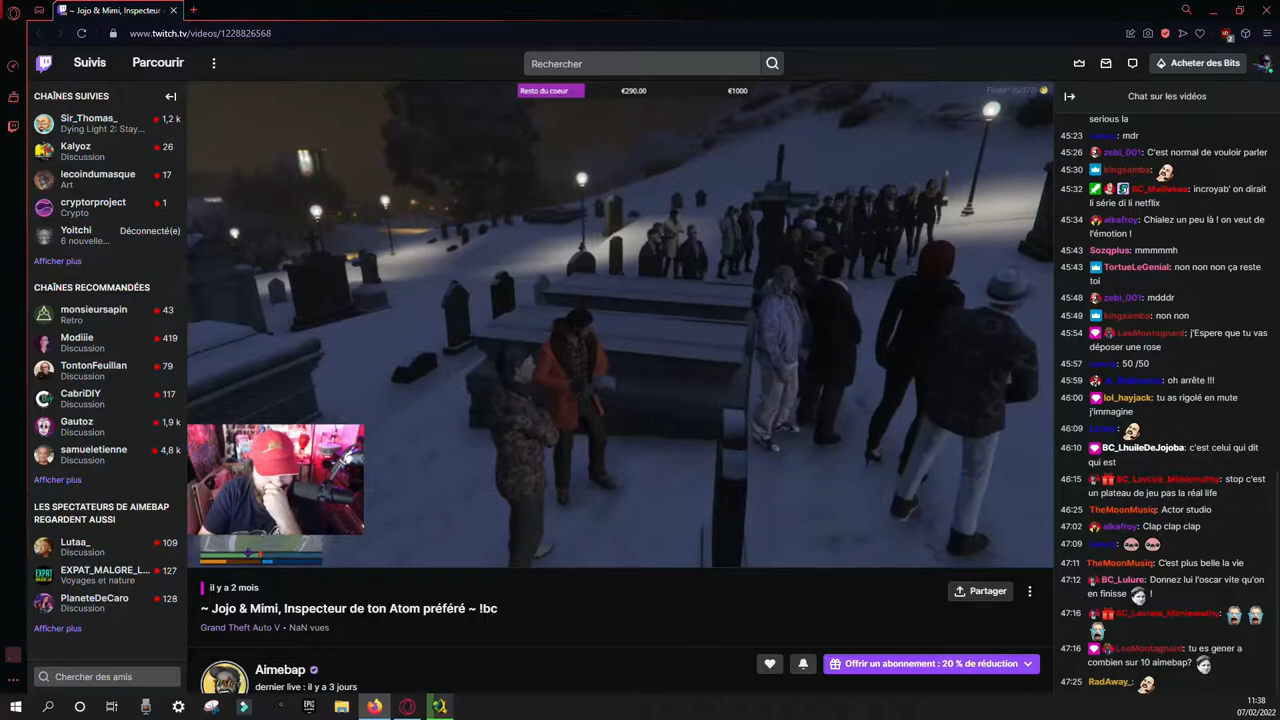 ~ Jojo & Mimi, Inspecteur
www.twitch.tv/videos/1228826568
2
Suivis
Parcourir
Rechercher
Acheter des Bits
CHAÎNES SUIVIES
Sir_Thomas_
1,2 k
Dying Light 2: Stay...
Kalyoz
26
Discussion
lecoindumasque
17
Art
cryptorproject
1
Crypto
Yoitchi
Déconnecté(e)
6 nouvelle...
Afficher plus
CHAÎNES RECOMMANDÉES
monsieursapin
43
Retro
Modiiie
419
Discussion
TontonFeuillan
79
Discussion
CabriDIY
117
Discussion
Gautoz
1,9 k
Discussion
samueletienne
4,8 k
Discussion
Afficher plus
LES SPECTATEURS DE AIMEBAP
REGARDENT AUSSI
Lutaa_
109
Discussion
EXPAT_MALGRE_L...
127
Voyages et nature
PlaneteDeCaro
128
Discussion
Afficher plus
Chercher des amis
Resto du coeur
€290.00
€1000
il y a 2 mois
Partager
~ Jojo & Mimi, Inspecteur de ton Atom préféré ~ !bc
Grand Theft Auto V • NaN vues
Aimebap
dernier live : il y a 3 jours
Offrir un abonnement : 20 % de réduction
Chat sur les vidéos
serious la
45:23 : mdr
45:26 zebi_001: C'est normal de vouloir parler
45:30 kingsamba:
45:32 BC_Maillekes: incroyab' on dirait
li série di li netflix
45:34 alkafroy: Chialez un peu là ! on veut de
l'émotion !
45:43 Sozqplus: mmmmmh
45:43 TortueLeGenial: non non non ça reste
toi
45:48 zebi_001: mdddr
45:49 kingsamba: non non
45:54 LeoMontagnard: j'Espere que tu vas
déposer une rose
45:57 : 50 /50
45:59 : oh arrête !!!
46:00 lol_hayjack: tu as rigolé en mute
j'immagine
46:09
46:10 BC_LhuileDeJojoba: c'est celui qui dit
qui est
46:15 BC_Lavraie_Mimiemathy: stop c'est
un plateau de jeu pas la réal life
46:25 TheMoonMusiq: Actor studio
47:02 alkafroy: Clap clap clap
47:09
47:11 TheMoonMusiq: C'est plus belle la vie
47:12 BC_Lulure: Donnez lui l'oscar vite qu'on
en finisse !
47:16 BC_Lavraie_Mimiemathy:
47:16 LeoMontagnard: tu es gener a
combien sur 10 aimebap?
47:25 RadAway_:
11:38
07/02/2022